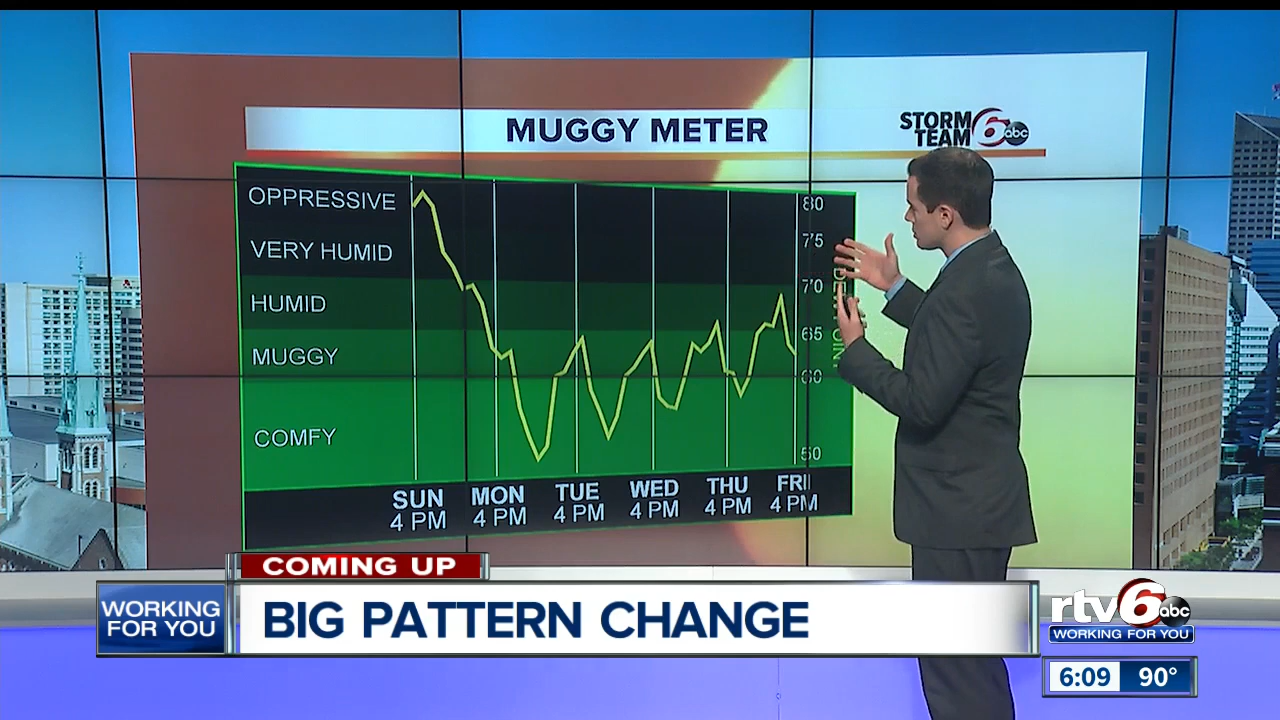 MUGGY METER
STORM
TEAM 6 abc
OPPRESSIVE
VERY HUMID
HUMID
MUGGY
COMFY
80
75
70
65
60
50
SUN
4 PM
MON
4 PM
TUE
4 PM
WED
4 PM
THU
4 PM
FRI
4 PM
COMING UP
WORKING
FOR YOU
BIG PATTERN CHANGE
rtv6 abc
WORKING FOR YOU
6:09 90°